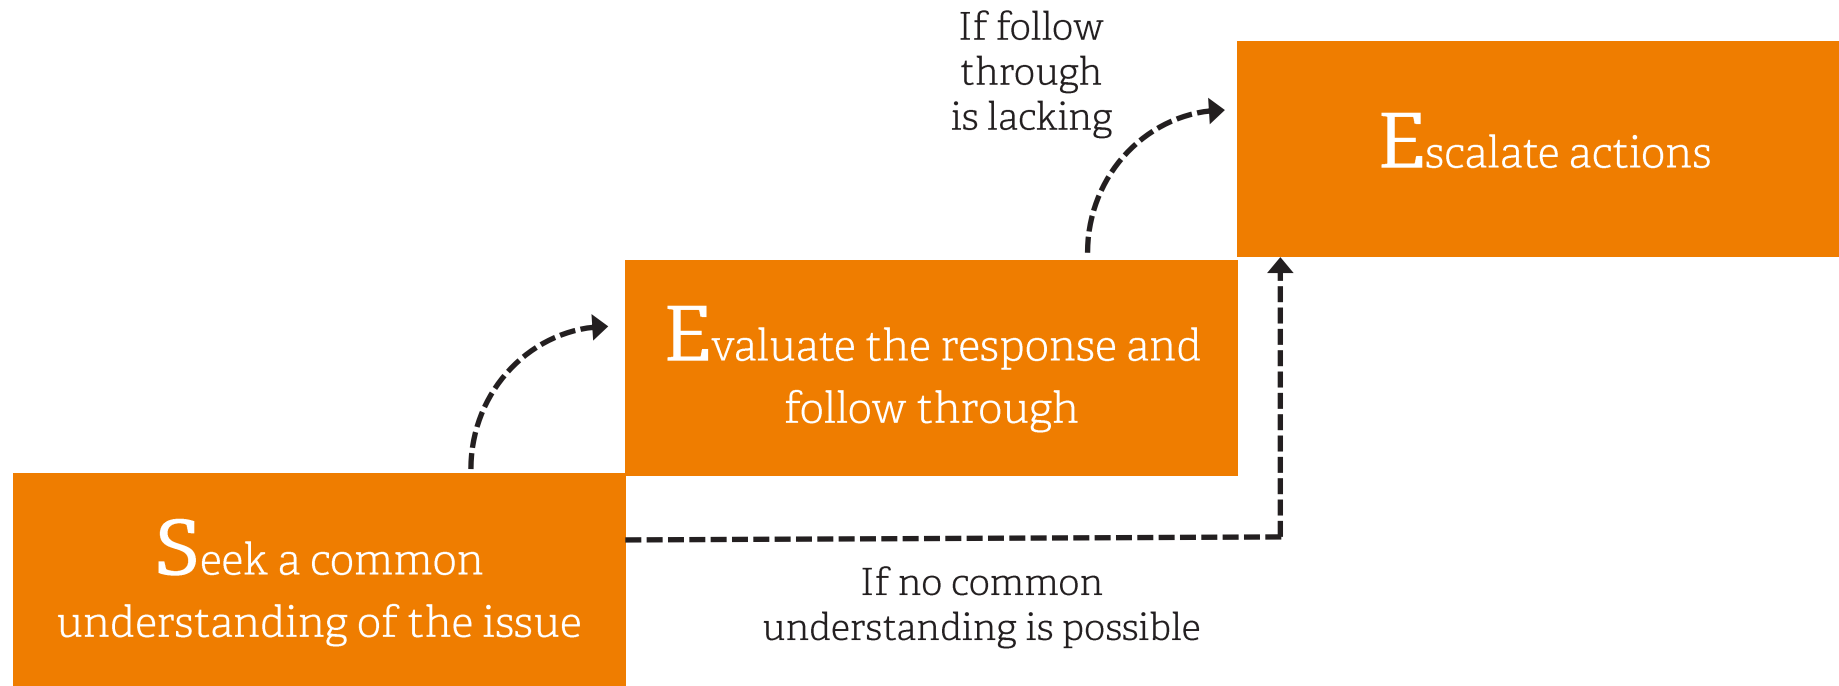 If follow
through
is lacking
Escalate actions
Evaluate the response and
follow through
Seek a common
understanding of the issue
If no common
understanding is possible